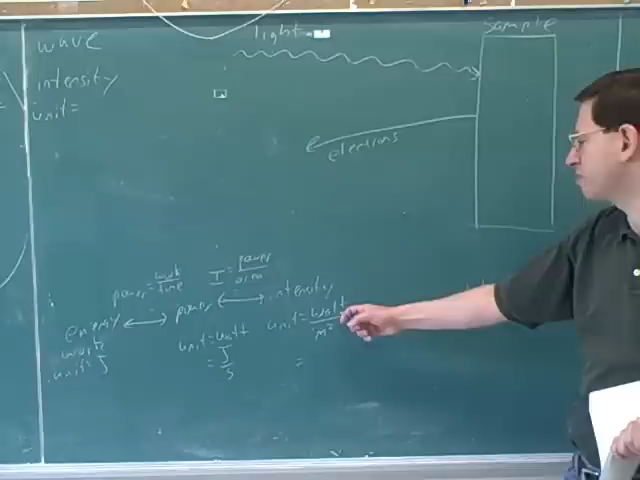 wave
intensity
unit=
light
Sample
electrons
power = work/time
I = power/area
energy ↔ power ↔ intensity
work
unit = J
unit = watt
= J/s
unit = watt/m²
=